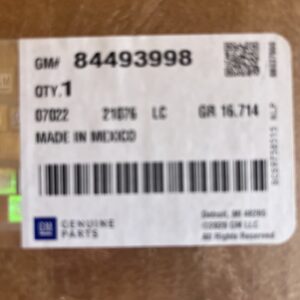 GM# 84493998
QTY. 1
07022 21076 LC GR 16.714
MADE IN MEXICO
GM GENUINE
PARTS
Detroit, MI 48265
©2020 GM LLC
All Rights Reserved